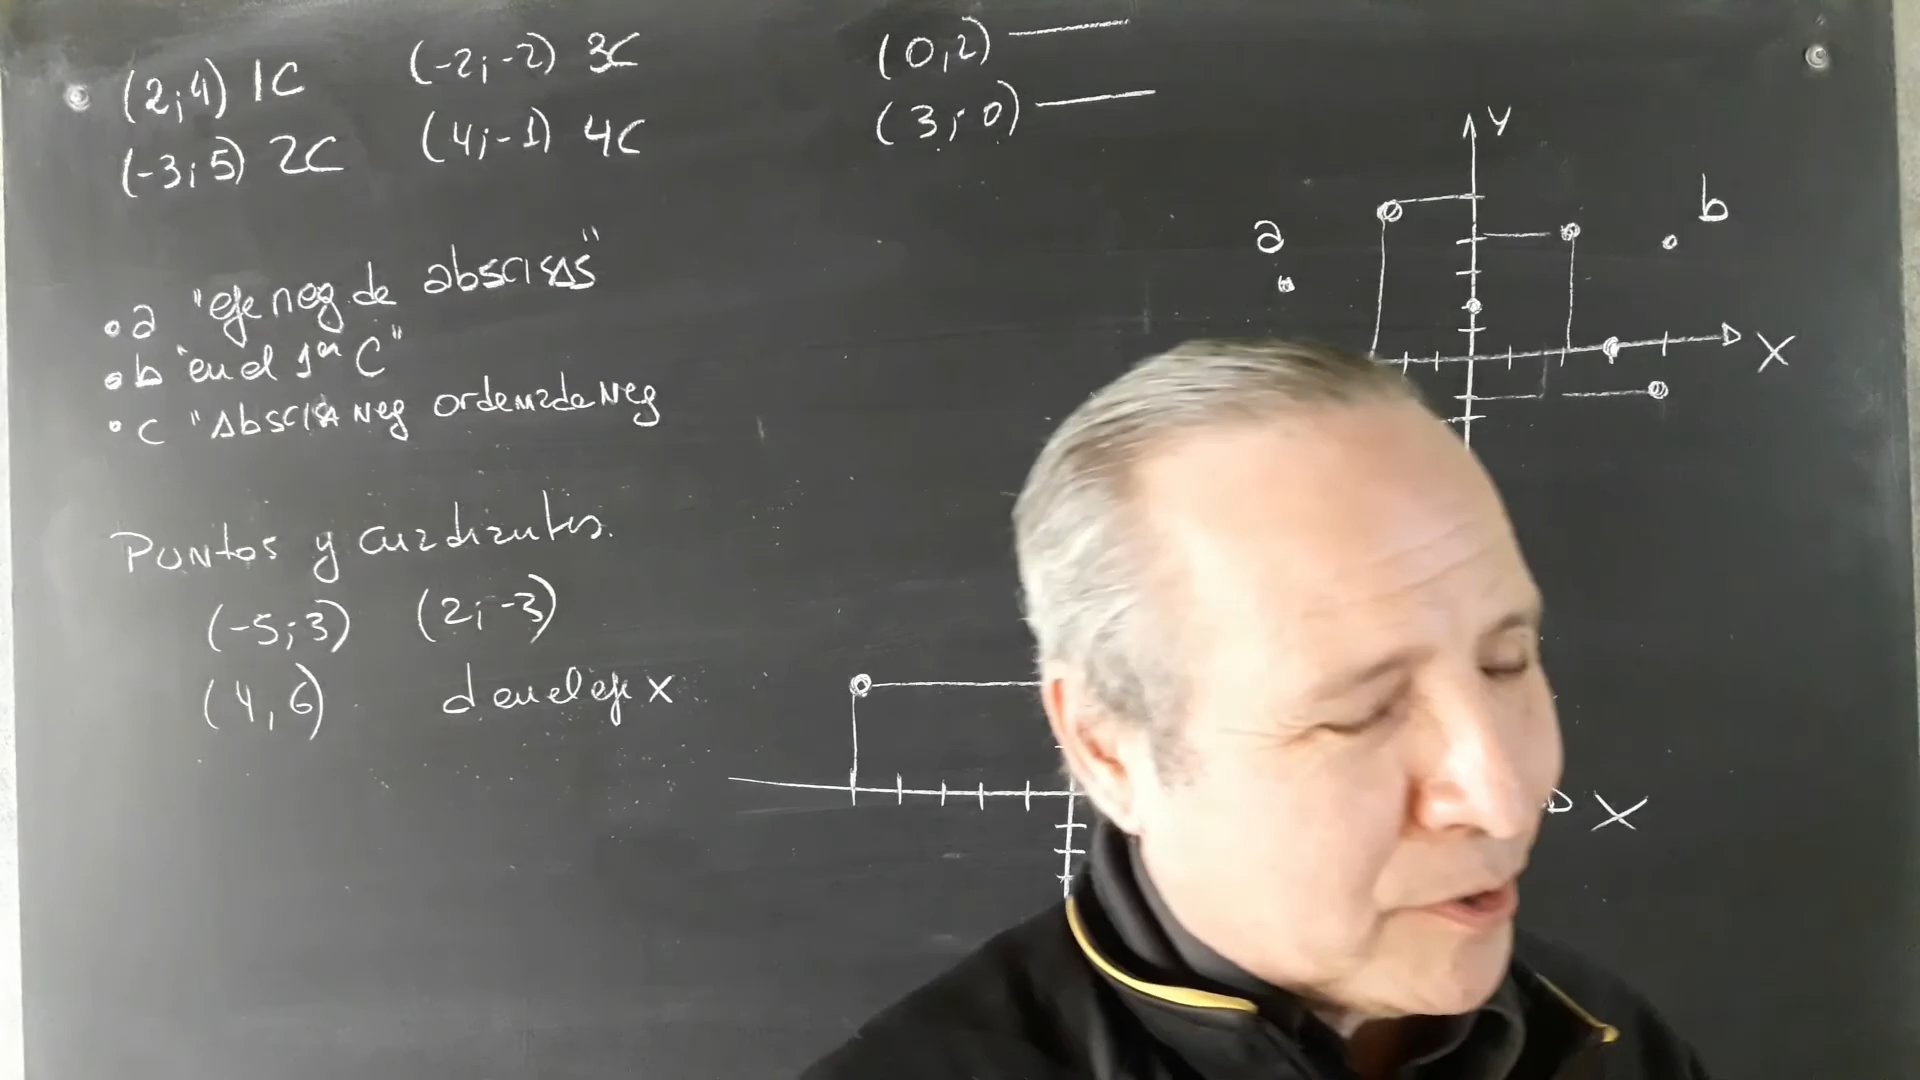 (2;4) 1C (-2;-2) 3C (0;2)
(-3;5) 2C (4;-1) 4C (3;0)
y
a b
X
• a "eje neg de abscisas"
• b "en el 1er C"
• c "Abscisa Neg ordenada Neg
Puntos y cuadrantes.
(-5;3) (2;-3)
(4,6) d en el eje x
X